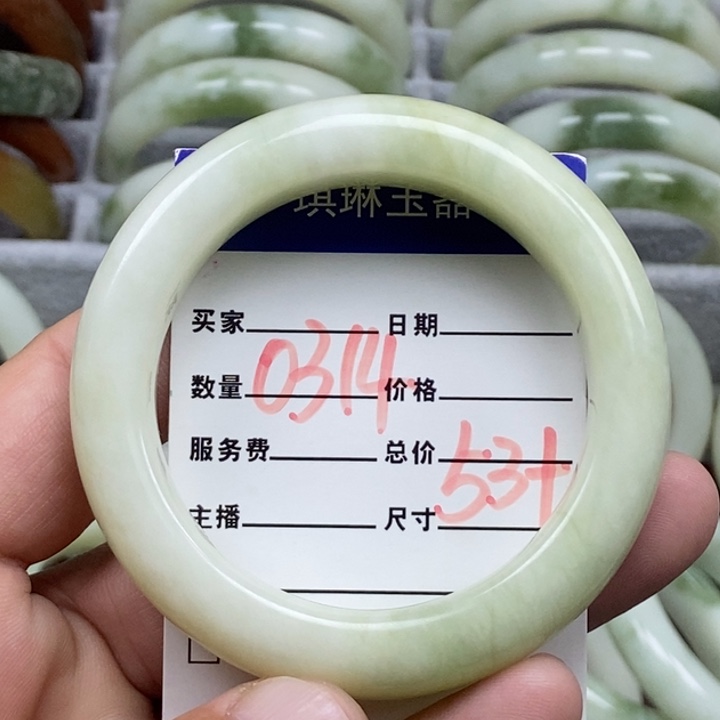 琪琳玉器
买家 日期
数量 0314 价格
服务费 总价 53+
主播 尺寸